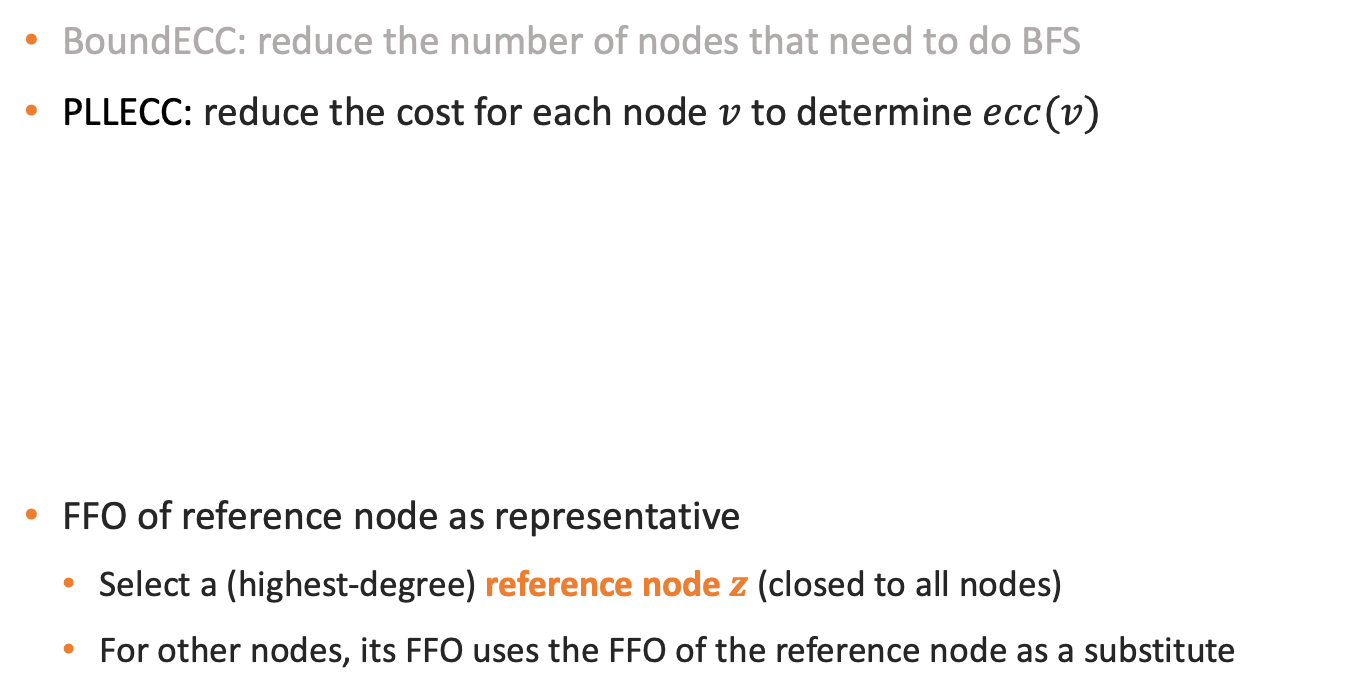 • BoundECC: reduce the number of nodes that need to do BFS
• PLLECC: reduce the cost for each node 𝑣 to determine 𝑒𝑐𝑐(𝑣)
• FFO of reference node as representative
• Select a (highest-degree) reference node 𝒛 (closed to all nodes)
• For other nodes, its FFO uses the FFO of the reference node as a substitute